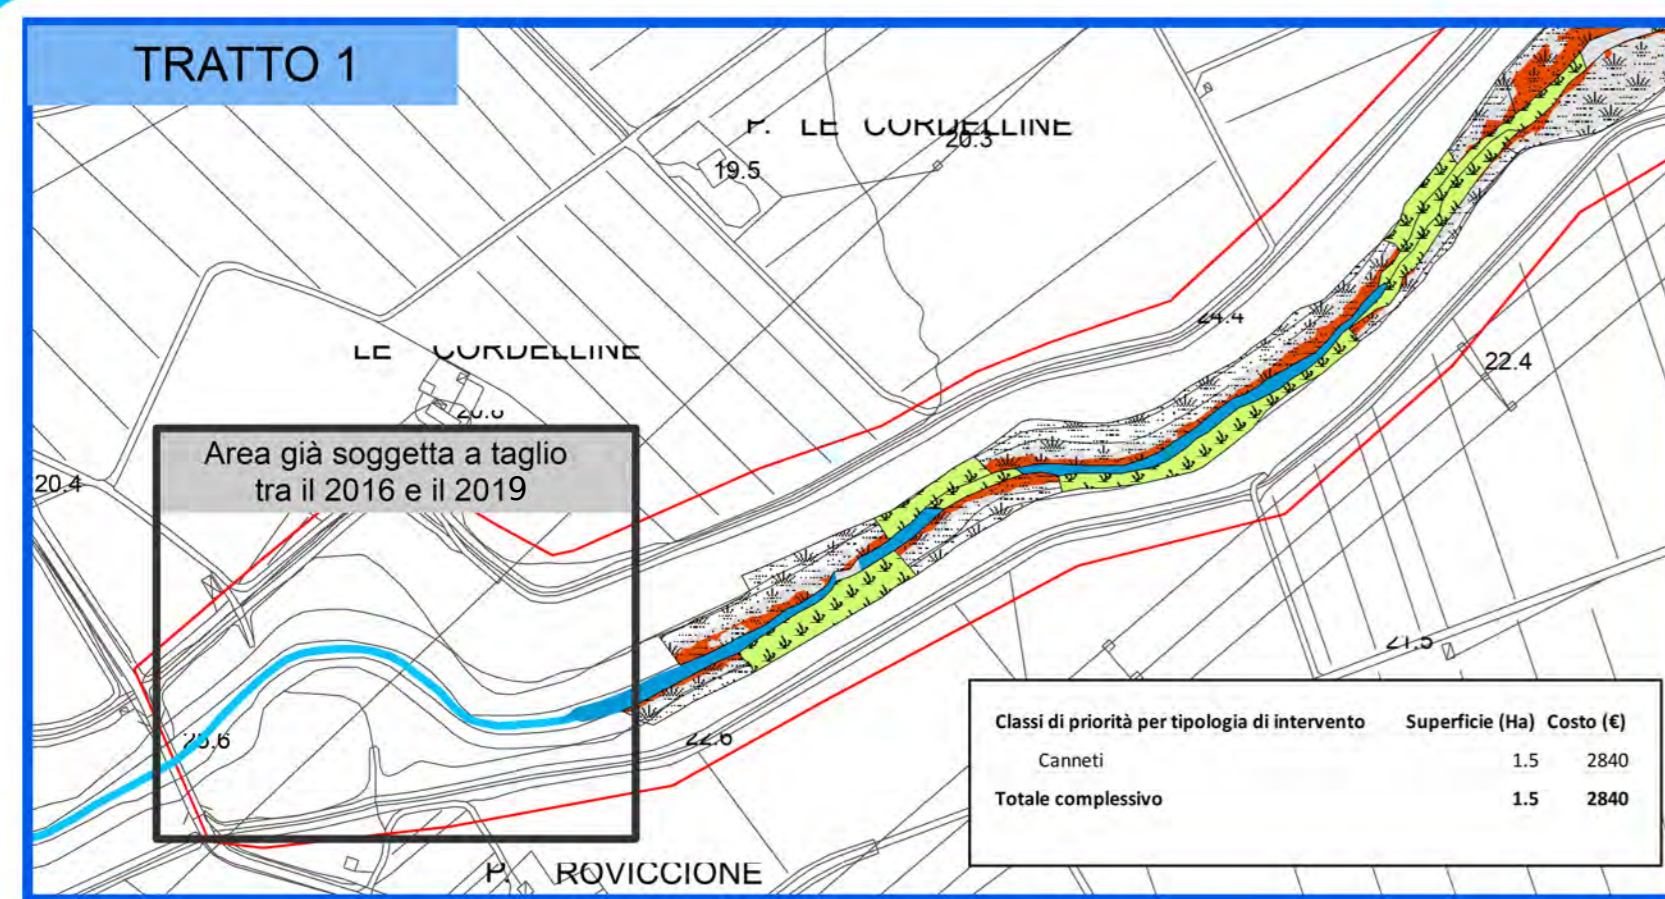 TRATTO 1
P. LE CORDELLINE
20.3
19.5
24.4
LE CORDELLINE
22.4
20.6
Area già soggetta a taglio
tra il 2016 e il 2019
20.4
21.5
22.6
Classi di priorità per tipologia di intervento Superficie (Ha) Costo (€)
Canneti 1.5 2840
Totale complessivo 1.5 2840
P. ROVICCIONE